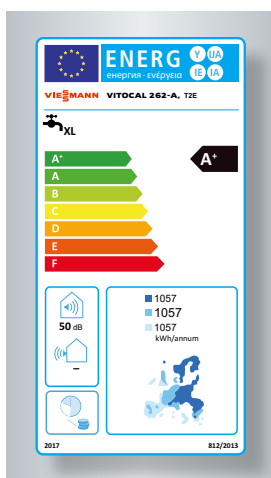 ENERG Y IJA
енергия · ενέργεια IE IA
VIESMANN VITOCAL 262-A, T2E
XL
A+
A+
A
B
C
D
E
F
1057
1057
1057
kWh/annum
50 dB
–
2017 812/2013